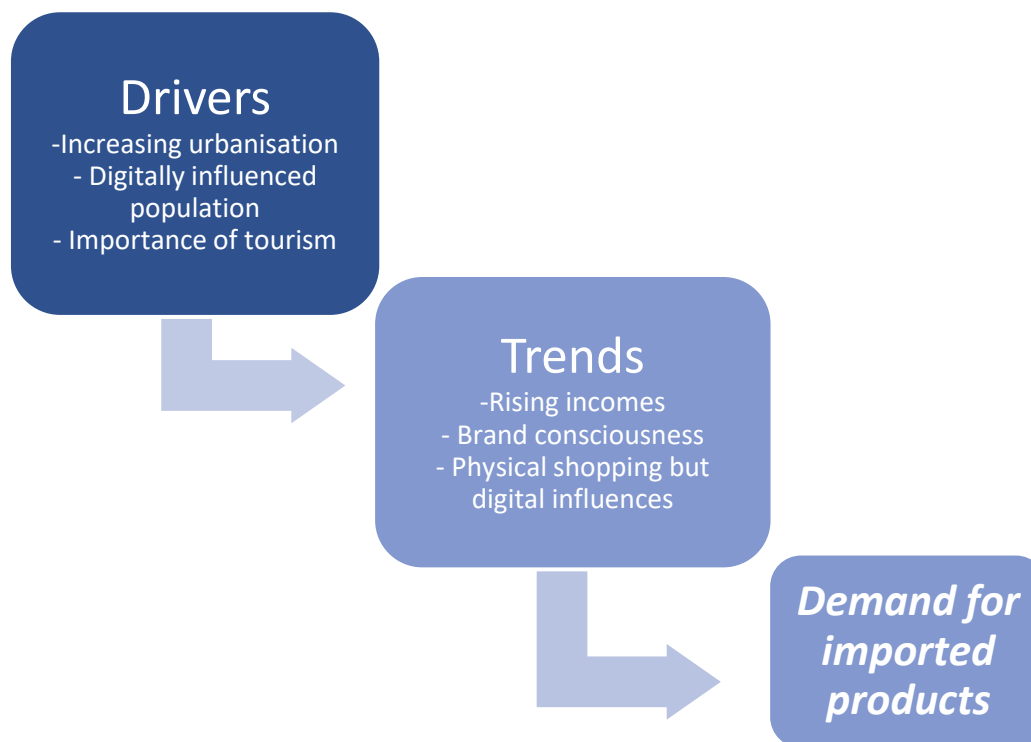 Drivers
-Increasing urbanisation
- Digitally influenced
population
- Importance of tourism
Trends
-Rising incomes
- Brand consciousness
- Physical shopping but
digital influences
Demand for
imported
products